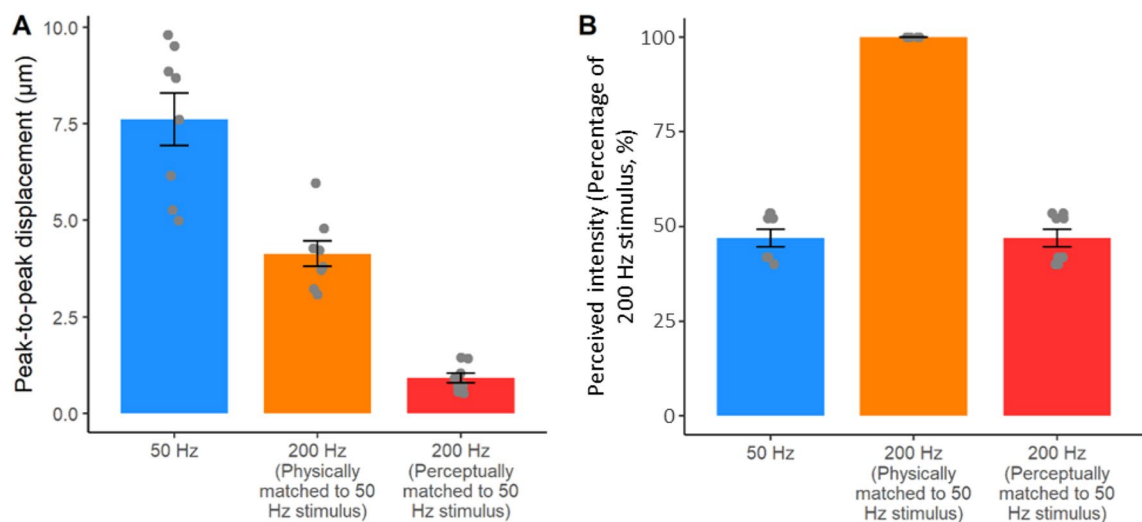 A
Peak-to-peak displacement (µm)
10.0
7.5
5.0
2.5
0.0
50 Hz
200 Hz
(Physically
matched to 50
Hz stimulus)
200 Hz
(Perceptually
matched to 50
Hz stimulus)
B
Perceived intensity (Percentage of
200 Hz stimulus, %)
100
75
50
25
0
50 Hz
200 Hz
(Physically
matched to 50
Hz stimulus)
200 Hz
(Perceptually
matched to 50
Hz stimulus)